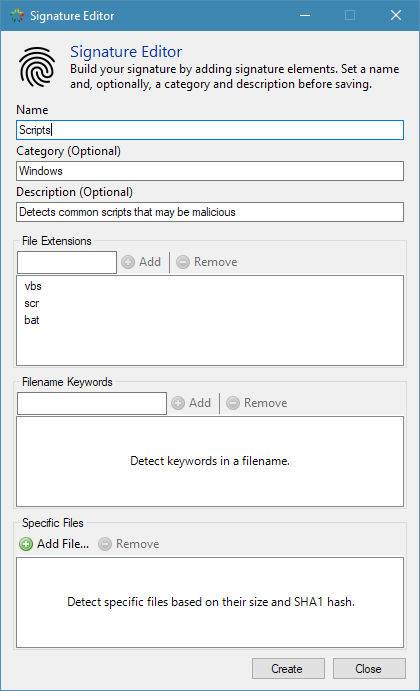 Signature Editor
Signature Editor
Build your signature by adding signature elements. Set a name
and, optionally, a category and description before saving.
Name
Scripts
Category (Optional)
Windows
Description (Optional)
Detects common scripts that may be malicious
File Extensions
Add Remove
vbs
scr
bat
Filename Keywords
Add Remove
Detect keywords in a filename.
Specific Files
Add File... Remove
Detect specific files based on their size and SHA1 hash.
Create Close